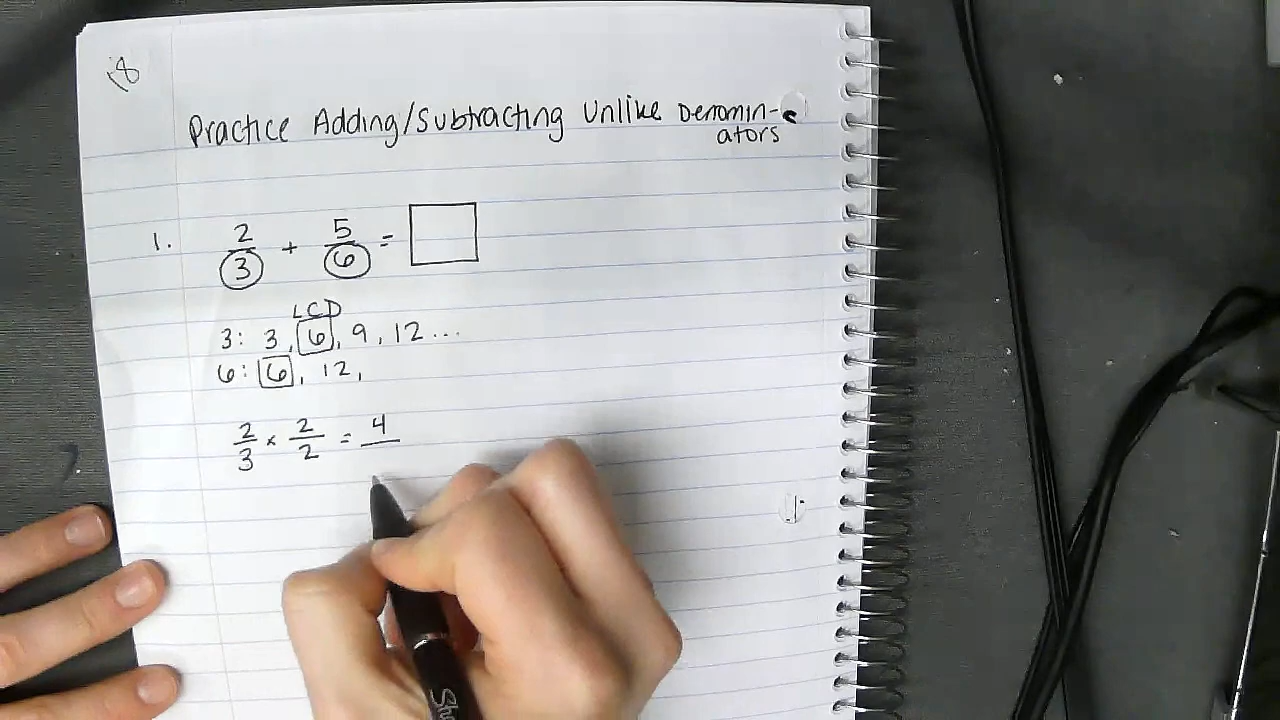 18
Practice Adding/Subtracting Unlike Denomin-
ators
1. 2/3 + 5/6 =
LCD
3: 3, 6, 9, 12...
6: 6, 12,
2/3 × 2/2 = 4